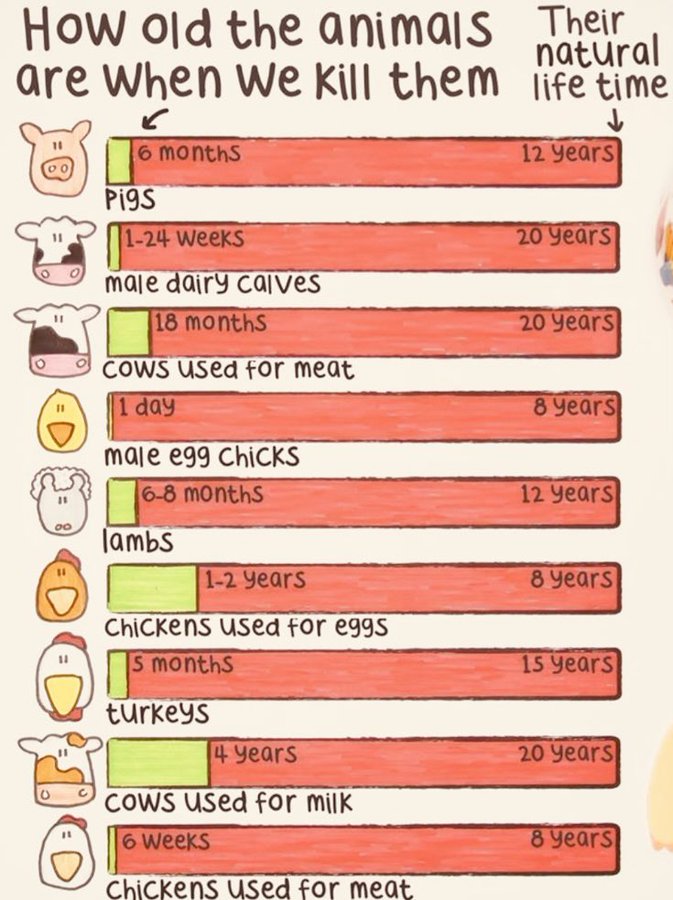 How old the animals
are when we kill them
Their
natural
life time
6 months 12 years
Pigs
1-24 weeks 20 years
male dairy calves
18 months 20 years
cows used for meat
1 day 8 years
male egg chicks
6-8 months 12 years
lambs
1-2 years 8 years
chickens used for eggs
5 months 15 years
turkeys
4 years 20 years
cows used for milk
6 weeks 8 years
chickens used for meat